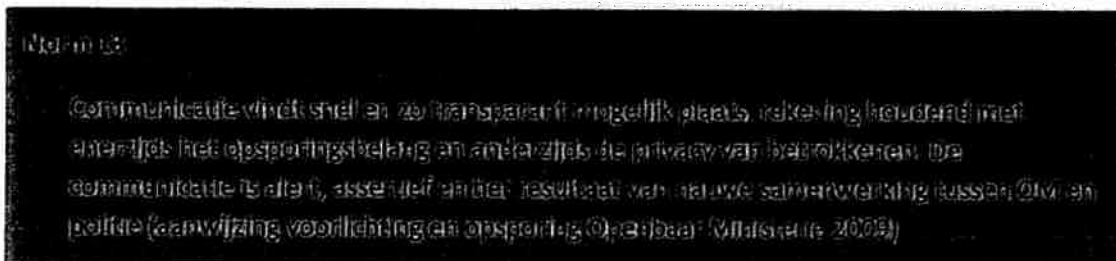 Norm 13:
Communicatie vindt snel en zo transparant mogelijk plaats, rekening houdend met
enerzijds het opsporingsbelang en anderzijds de privacy van betrokkenen. De
communicatie is alert, assertief en het resultaat van nauwe samenwerking tussen OM en
politie (aanwijzing voorlichting en opsporing Openbaar Ministerie 2009)